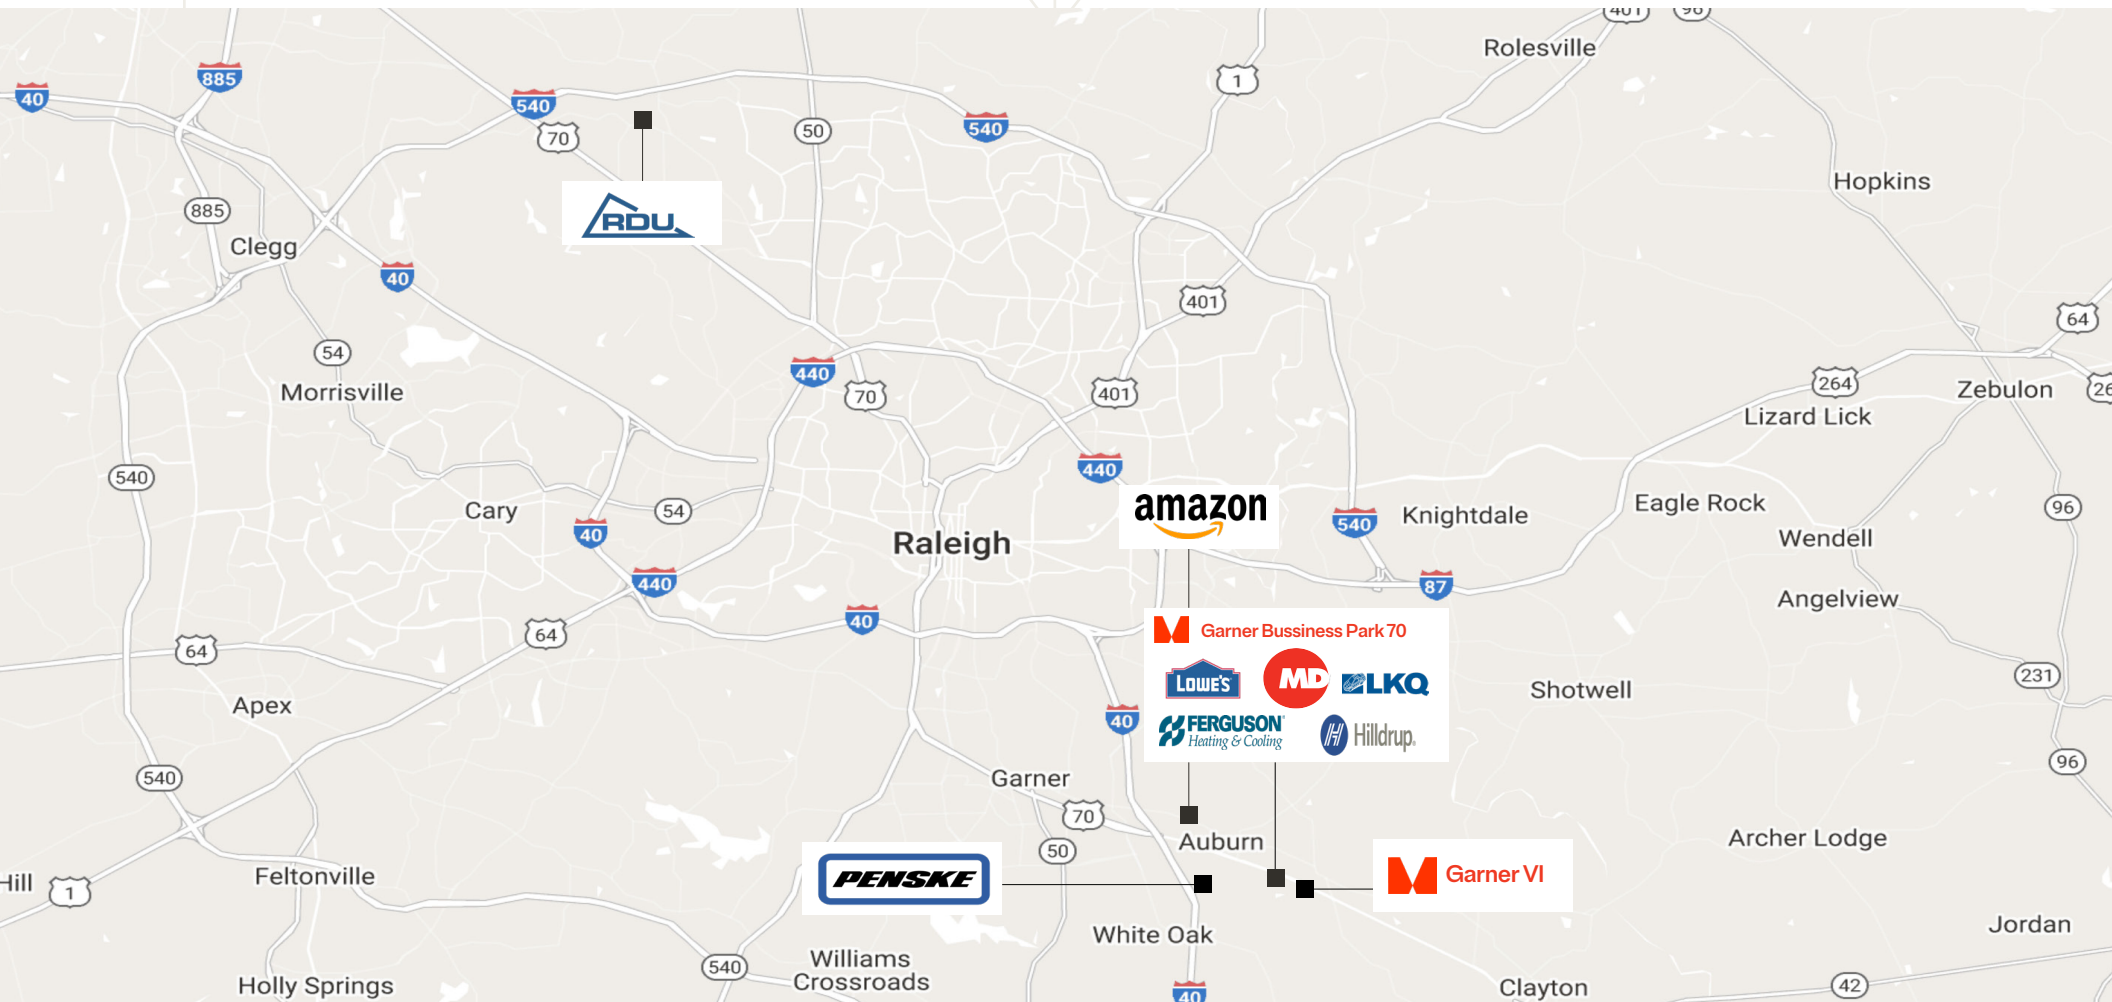 401
96
Rolesville
885
40
540
1
70
50
540
Hopkins
885
RDU
Clegg
40
401
64
54
440
Morrisville
70
401
264
Zebulon
26
Lizard Lick
440
540
amazon
Cary
54
40
540
Knightdale
Eagle Rock
96
Raleigh
Wendell
440
87
Angelview
40
64
Garner Bussiness Park 70
64
LOWE'S
MD
LKQ
231
Shotwell
Apex
40
FERGUSON
Heating & Cooling
Hilldrup.
96
540
Garner
70
Auburn
50
Archer Lodge
PENSKE
Garner VI
Hill
1
Feltonville
White Oak
Jordan
540
Williams
Crossroads
Holly Springs
40
Clayton
42